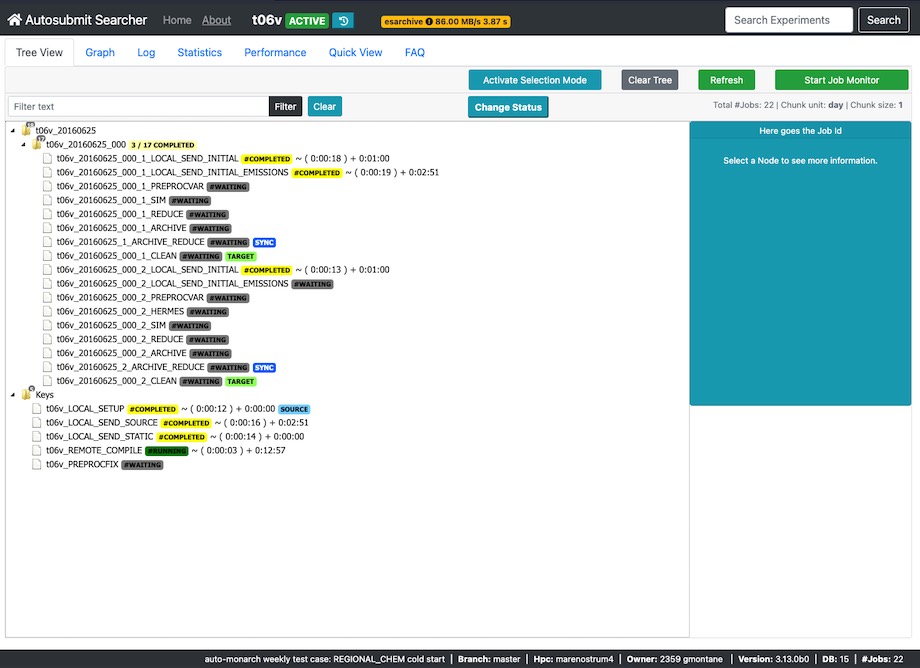 Autosubmit Searcher Home About t06v ACTIVE esarchive 86.00 MB/s 3.87 s Search Experiments Search
Tree View Graph Log Statistics Performance Quick View FAQ
Activate Selection Mode Clear Tree Refresh Start Job Monitor
Filter text Filter Clear Change Status Total #Jobs: 22 | Chunk unit: day | Chunk size: 1
t06v_20160625
t06v_20160625_000 3 / 17 COMPLETED
t06v_20160625_000_1_LOCAL_SEND_INITIAL #COMPLETED ~ ( 0:00:18 ) + 0:01:00
t06v_20160625_000_1_LOCAL_SEND_INITIAL_EMISSIONS #COMPLETED ~ ( 0:00:19 ) + 0:02:51
t06v_20160625_000_1_PREPROCVAR #WAITING
t06v_20160625_000_1_SIM #WAITING
t06v_20160625_000_1_REDUCE #WAITING
t06v_20160625_000_1_ARCHIVE #WAITING
t06v_20160625_1_ARCHIVE_REDUCE #WAITING SYNC
t06v_20160625_000_1_CLEAN #WAITING TARGET
t06v_20160625_000_2_LOCAL_SEND_INITIAL #COMPLETED ~ ( 0:00:13 ) + 0:01:00
t06v_20160625_000_2_LOCAL_SEND_INITIAL_EMISSIONS #WAITING
t06v_20160625_000_2_PREPROCVAR #WAITING
t06v_20160625_000_2_HERMES #WAITING
t06v_20160625_000_2_SIM #WAITING
t06v_20160625_000_2_REDUCE #WAITING
t06v_20160625_000_2_ARCHIVE #WAITING
t06v_20160625_2_ARCHIVE_REDUCE #WAITING SYNC
t06v_20160625_000_2_CLEAN #WAITING TARGET
Keys
t06v_LOCAL_SETUP #COMPLETED ~ ( 0:00:12 ) + 0:00:00 SOURCE
t06v_LOCAL_SEND_SOURCE #COMPLETED ~ ( 0:00:16 ) + 0:02:51
t06v_LOCAL_SEND_STATIC #COMPLETED ~ ( 0:00:14 ) + 0:00:00
t06v_REMOTE_COMPILE #RUNNING ~ ( 0:00:03 ) + 0:12:57
t06v_PREPROCFIX #WAITING
Here goes the Job Id
Select a Node to see more information.
auto-monarch weekly test case: REGIONAL_CHEM cold start | Branch: master | Hpc: marenostrum4 | Owner: 2359 gmontane | Version: 3.13.0b0 | DB: 15 | #Jobs: 22